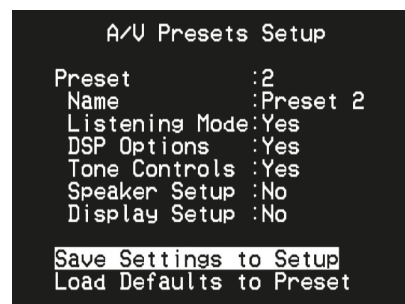 A/V Presets Setup
Preset :2
Name :Preset 2
Listening Mode:Yes
DSP Options :Yes
Tone Controls :Yes
Speaker Setup :No
Display Setup :No
Save Settings to Setup
Load Defaults to Preset